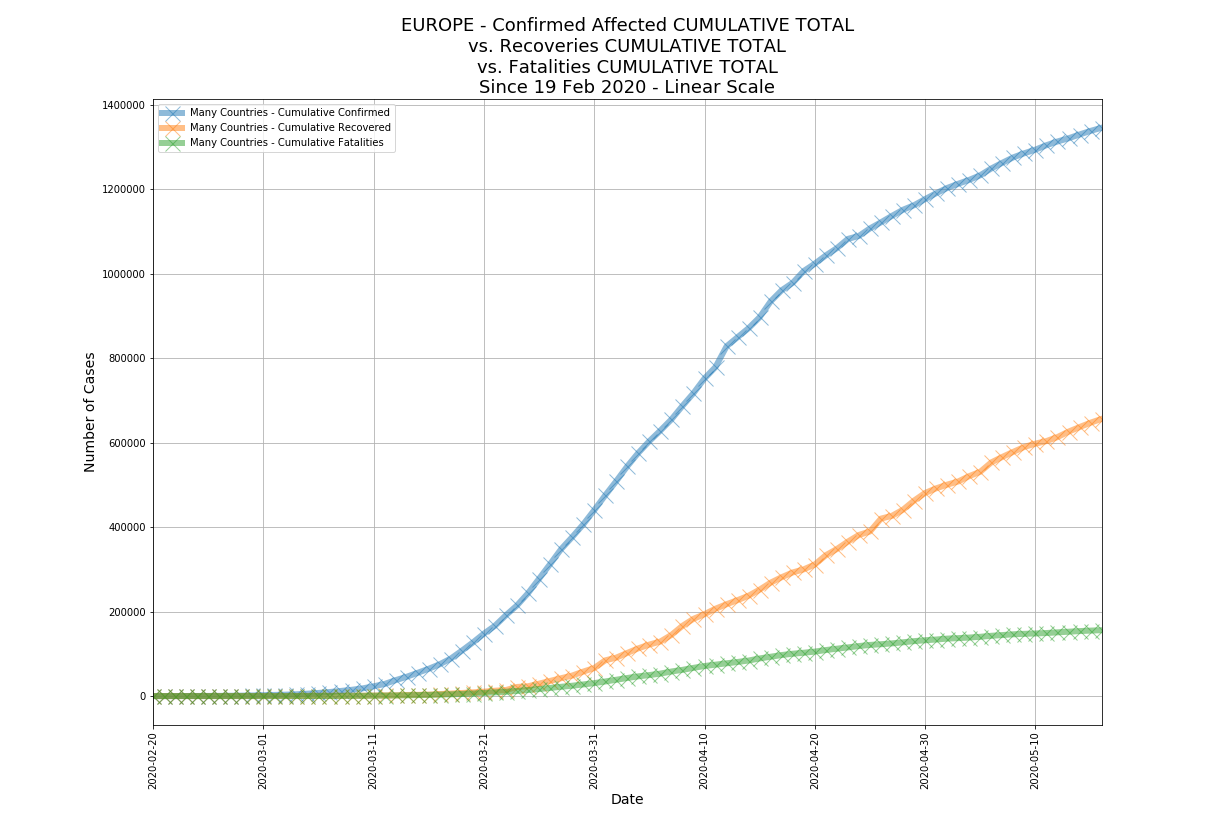 EUROPE - Confirmed Affected CUMULATIVE TOTAL
vs. Recoveries CUMULATIVE TOTAL
vs. Fatalities CUMULATIVE TOTAL
Since 19 Feb 2020 - Linear Scale
Many Countries - Cumulative Confirmed
Many Countries - Cumulative Recovered
Many Countries - Cumulative Fatalities
Number of Cases
1400000
1200000
1000000
800000
600000
400000
200000
0
2020-02-20
2020-03-01
2020-03-11
2020-03-21
2020-03-31
2020-04-10
2020-04-20
2020-04-30
2020-05-10
Date